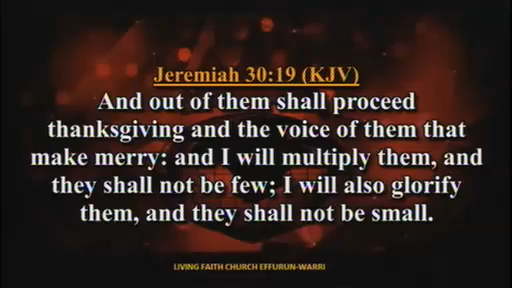 Jeremiah 30:19 (KJV)
And out of them shall proceed
thanksgiving and the voice of them that
make merry: and I will multiply them, and
they shall not be few; I will also glorify
them, and they shall not be small.
LIVING FAITH CHURCH EFFURUN-WARRI